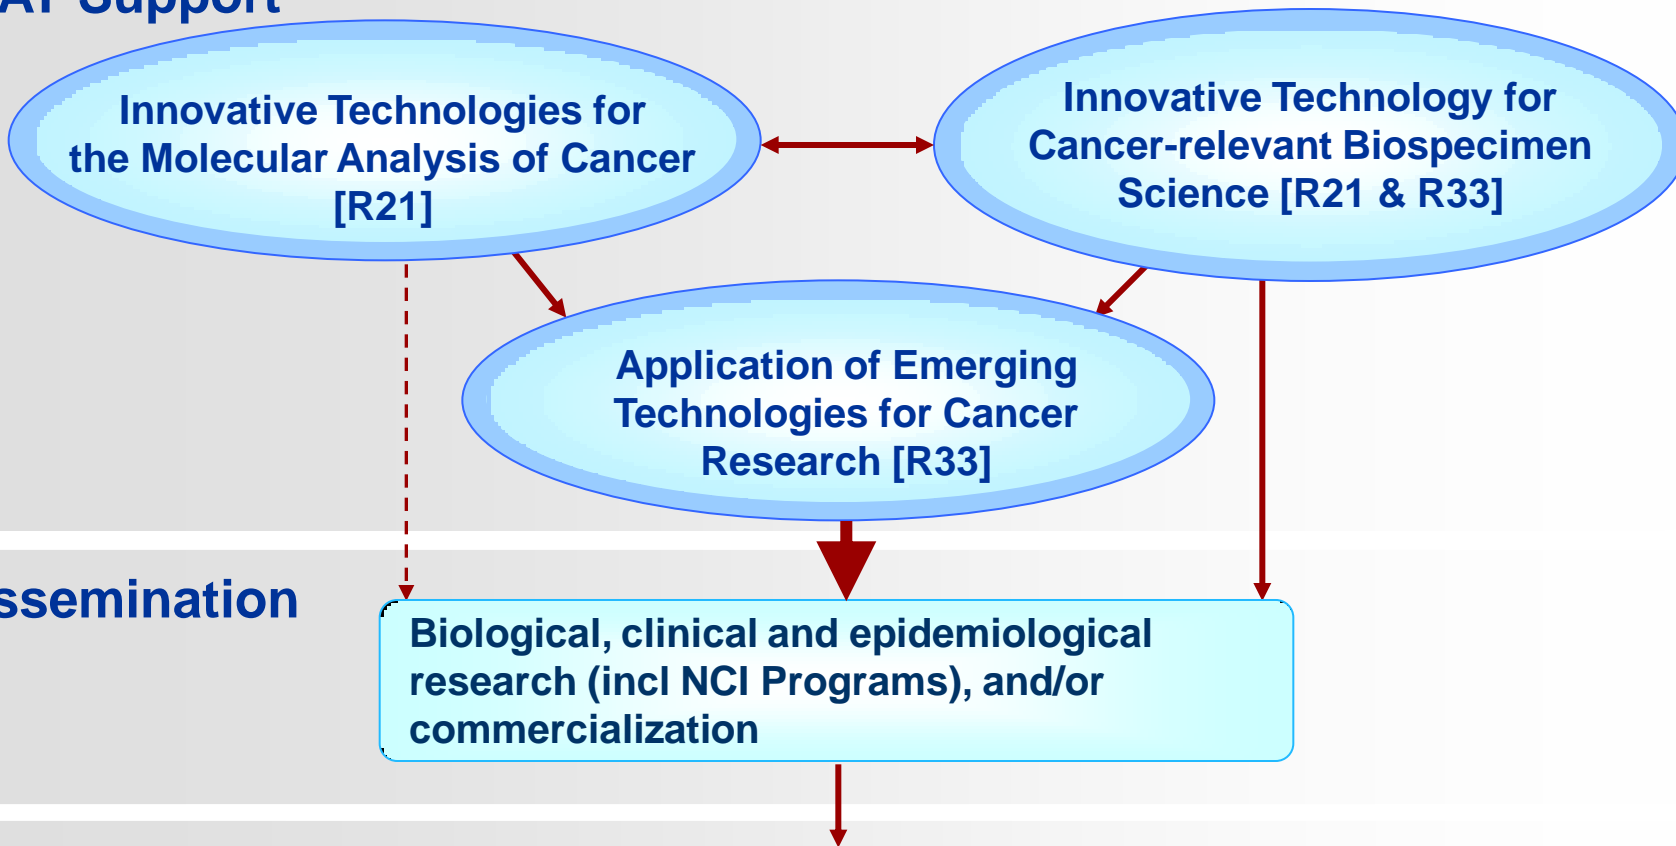 Support
Innovative Technologies for
the Molecular Analysis of Cancer
[R21]
Innovative Technology for
Cancer-relevant Biospecimen
Science [R21 & R33]
Application of Emerging
Technologies for Cancer
Research [R33]
ssemination
Biological, clinical and epidemiological
research (incl NCI Programs), and/or
commercialization